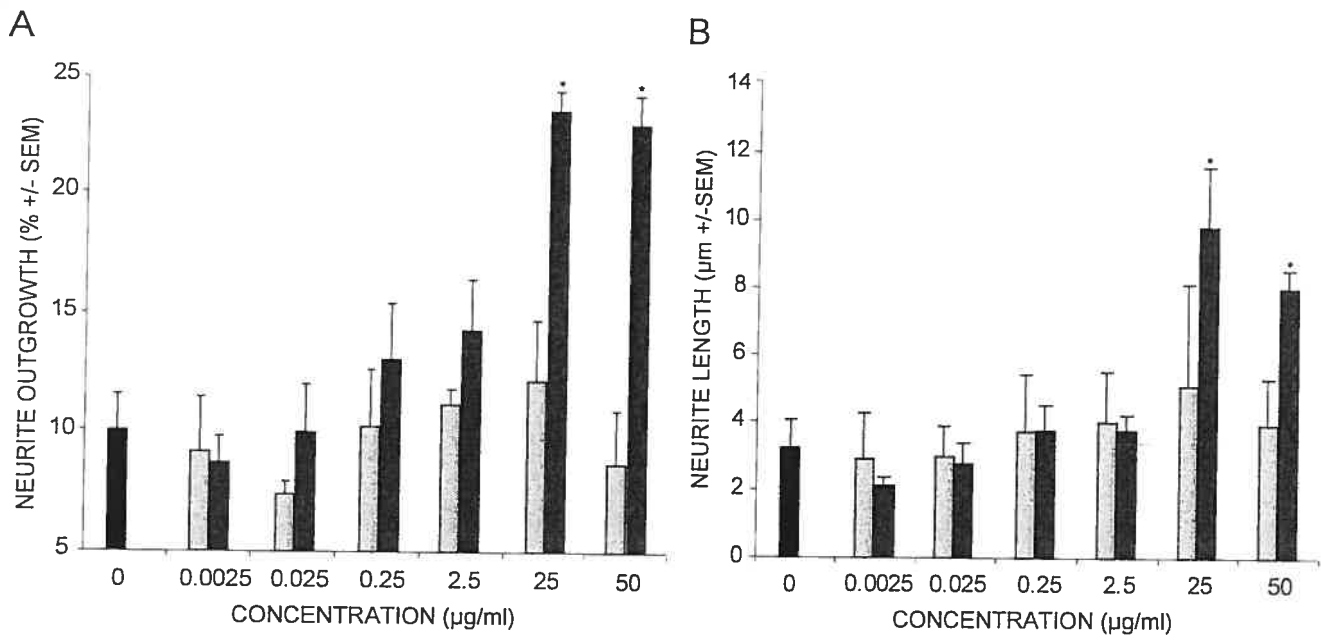 A
NEURITE OUTGROWTH (% +/- SEM)
25
20
15
10
5
* *
0 0.0025 0.025 0.25 2.5 25 50
CONCENTRATION (µg/ml)
B
NEURITE LENGTH (µm +/-SEM)
14
12
10
8
6
4
2
0
* *
0 0.0025 0.025 0.25 2.5 25 50
CONCENTRATION (µg/ml)